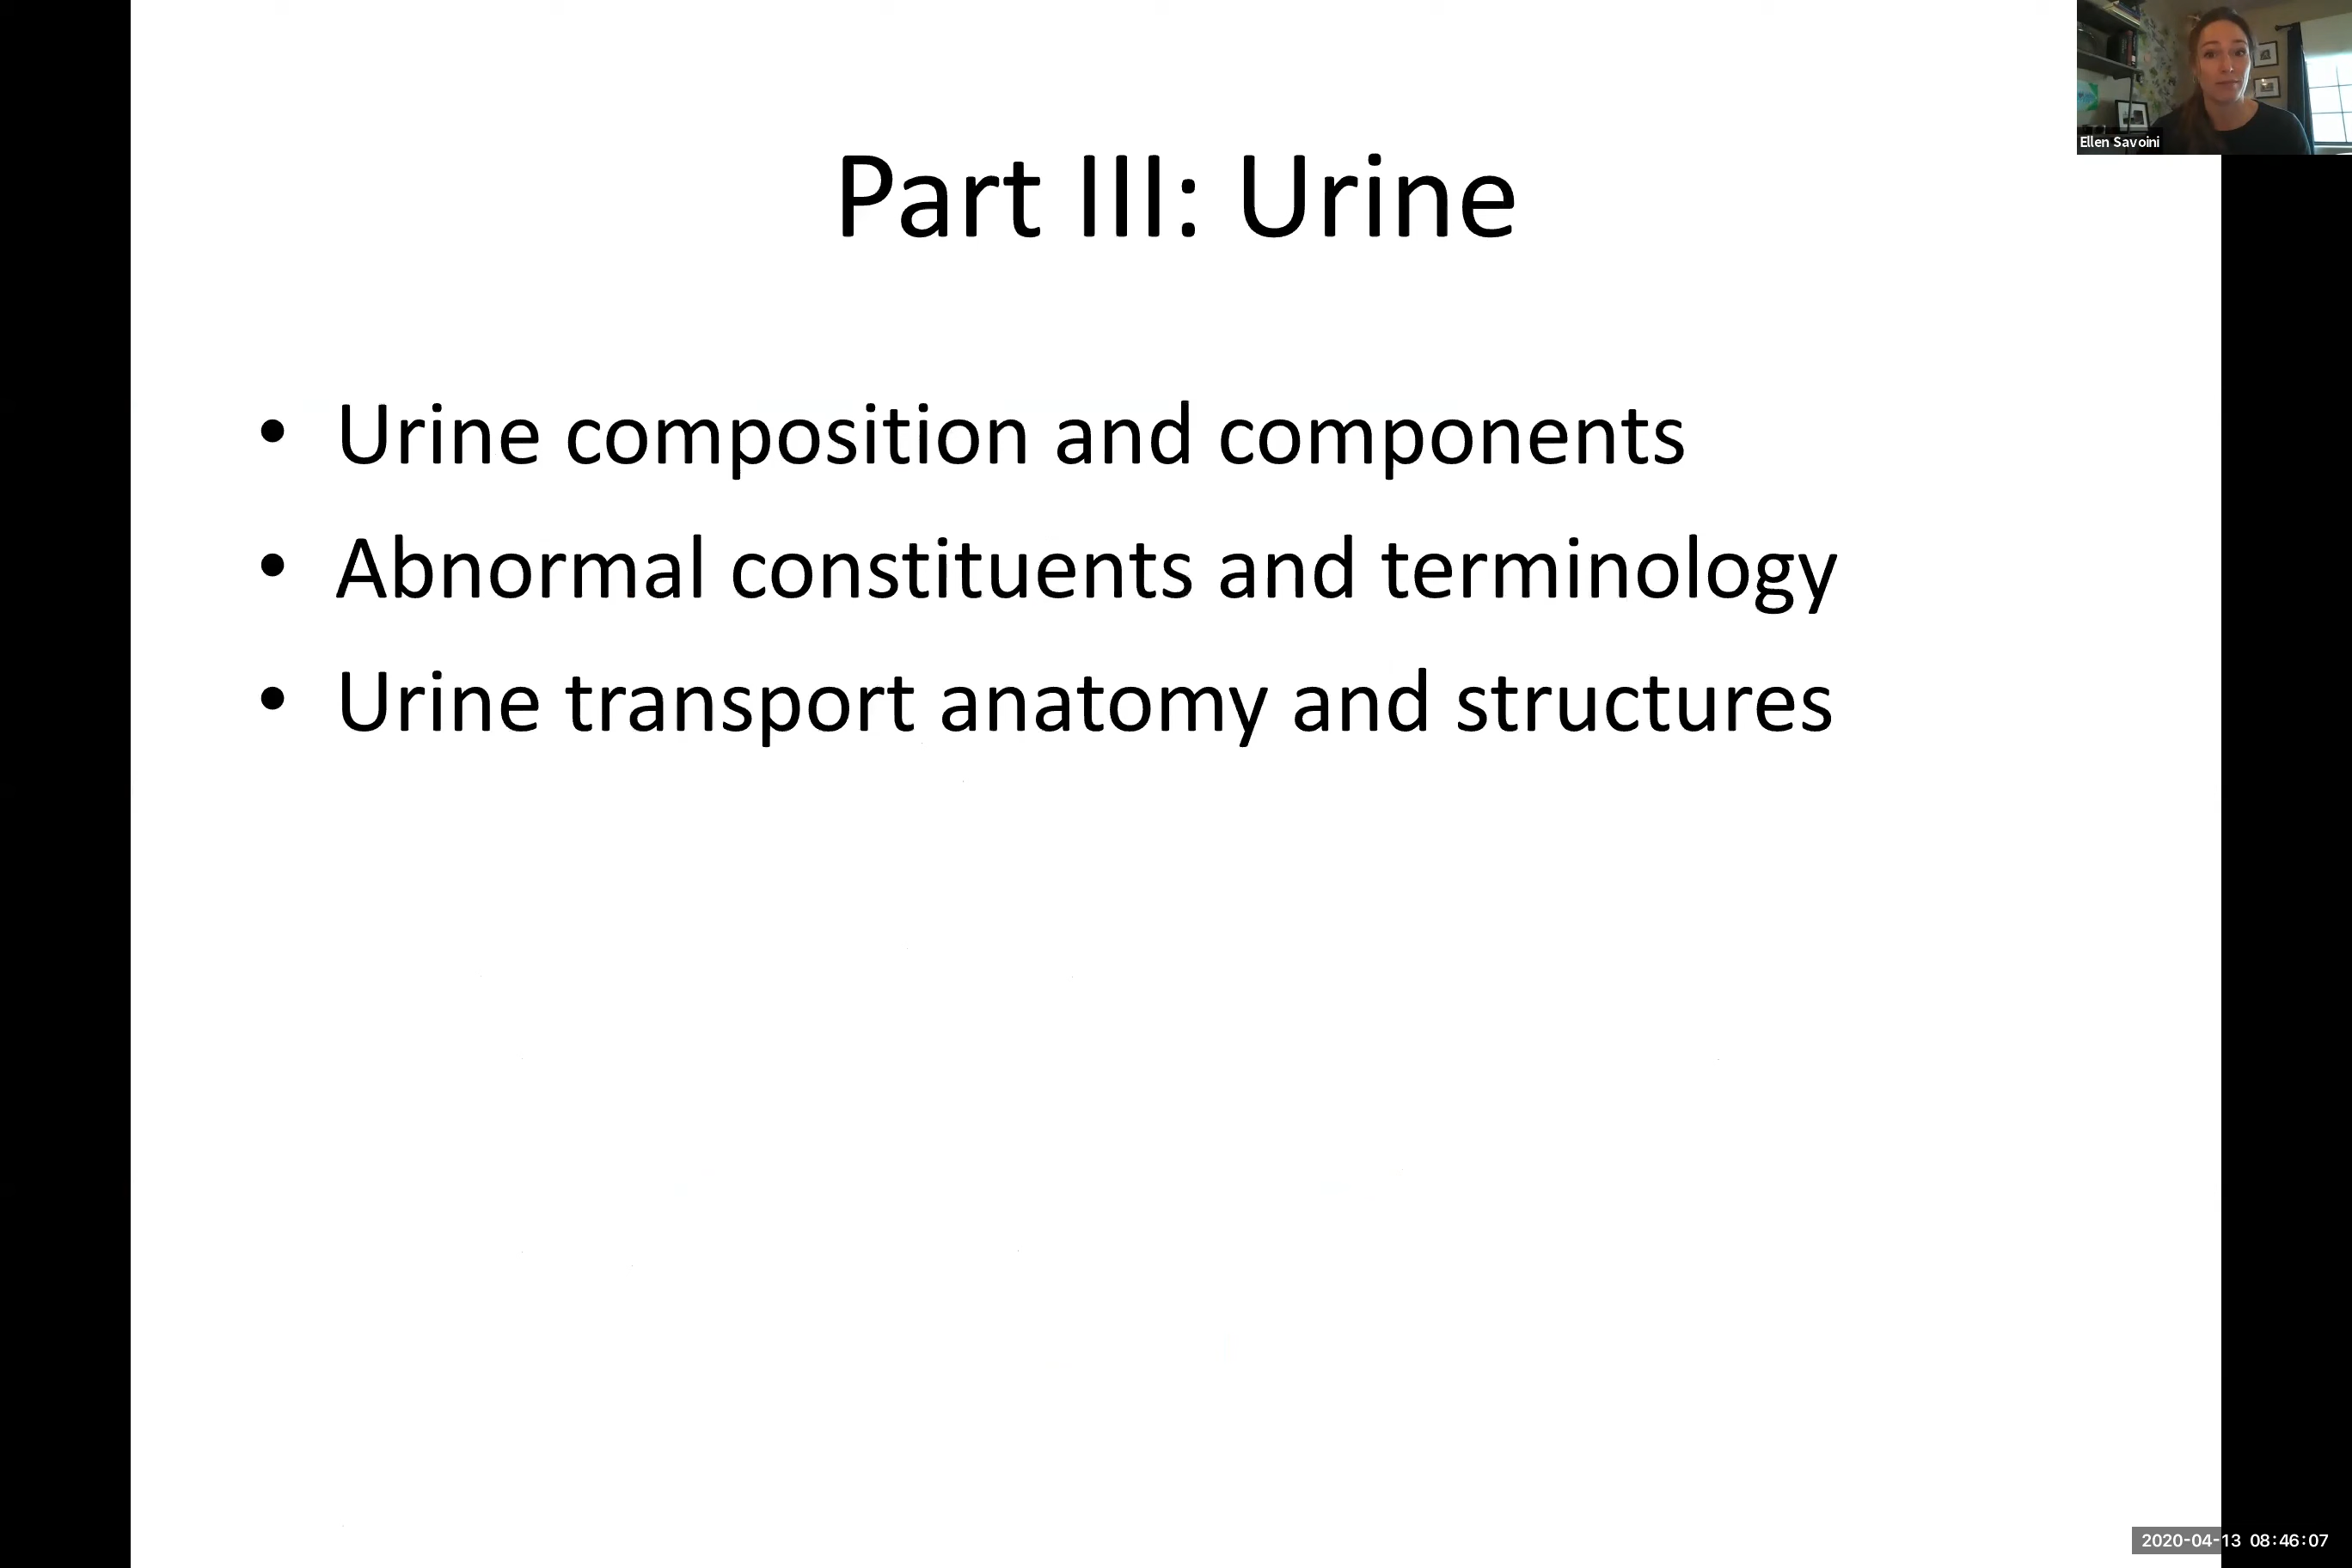 Ellen Savoini
Part III: Urine
• Urine composition and components
• Abnormal constituents and terminology
• Urine transport anatomy and structures
2020-04-13 08:46:07